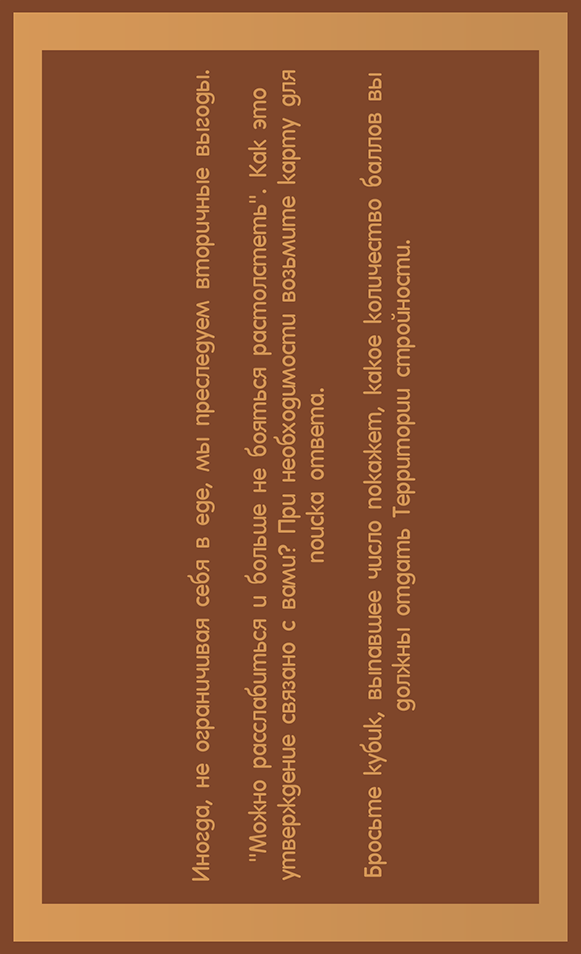 Иногда, не ограничивая себя в еде, мы преследуем вторичные выгоды.
"Можно расслабиться и больше не бояться растолстеть". Как это
утверждение связано с вами? При необходимости возьмите карту для
поиска ответа.
Бросьте кубик, выпавшее число покажет, какое количество баллов вы
должны отдать Территории стройности.